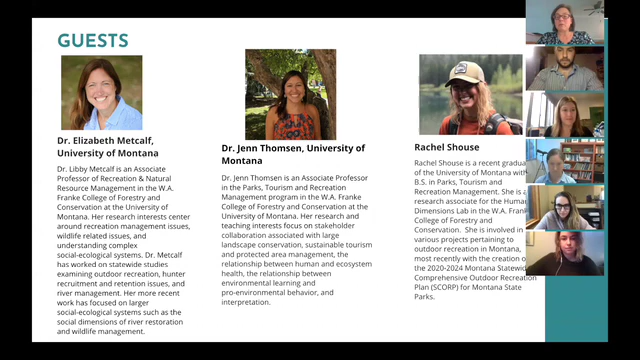 GUESTS
Dr. Elizabeth Metcalf,
University of Montana
Dr. Libby Metcalf is an Associate
Professor of Recreation & Natural
Resource Management in the W.A.
Franke College of Forestry and
Conservation at the University of
Montana. Her research interests center
around recreation management issues,
wildlife related issues, and
understanding complex
social-ecological systems. Dr. Metcalf
has worked on statewide studies
examining outdoor recreation, hunter
recruitment and retention issues, and
river management. Her more recent
work has focused on larger
social-ecological systems such as the
social dimensions of river restoration
and wildlife management.
Dr. Jenn Thomsen, University of
Montana
Dr. Jenn Thomsen is an Associate Professor
in the Parks, Tourism and Recreation
Management program in the W.A. Franke
College of Forestry and Conservation at the
University of Montana. Her research and
teaching interests focus on stakeholder
collaboration associated with large
landscape conservation, sustainable tourism
and protected area management, the
relationship between human and ecosystem
health, the relationship between
environmental learning and
pro-environmental behavior, and
interpretation.
Rachel Shouse
Rachel Shouse is a recent gradua
of the University of Montana with
B.S. in Parks, Tourism and
Recreation Management. She is a
research associate for the Human
Dimensions Lab in the W.A. Frank
College of Forestry and
Conservation. She is involved in
various projects pertaining to
outdoor recreation in Montana,
most recently with the creation o
the 2020-2024 Montana Statewid
Comprehensive Outdoor Recreation
Plan (SCORP) for Montana State
Parks.